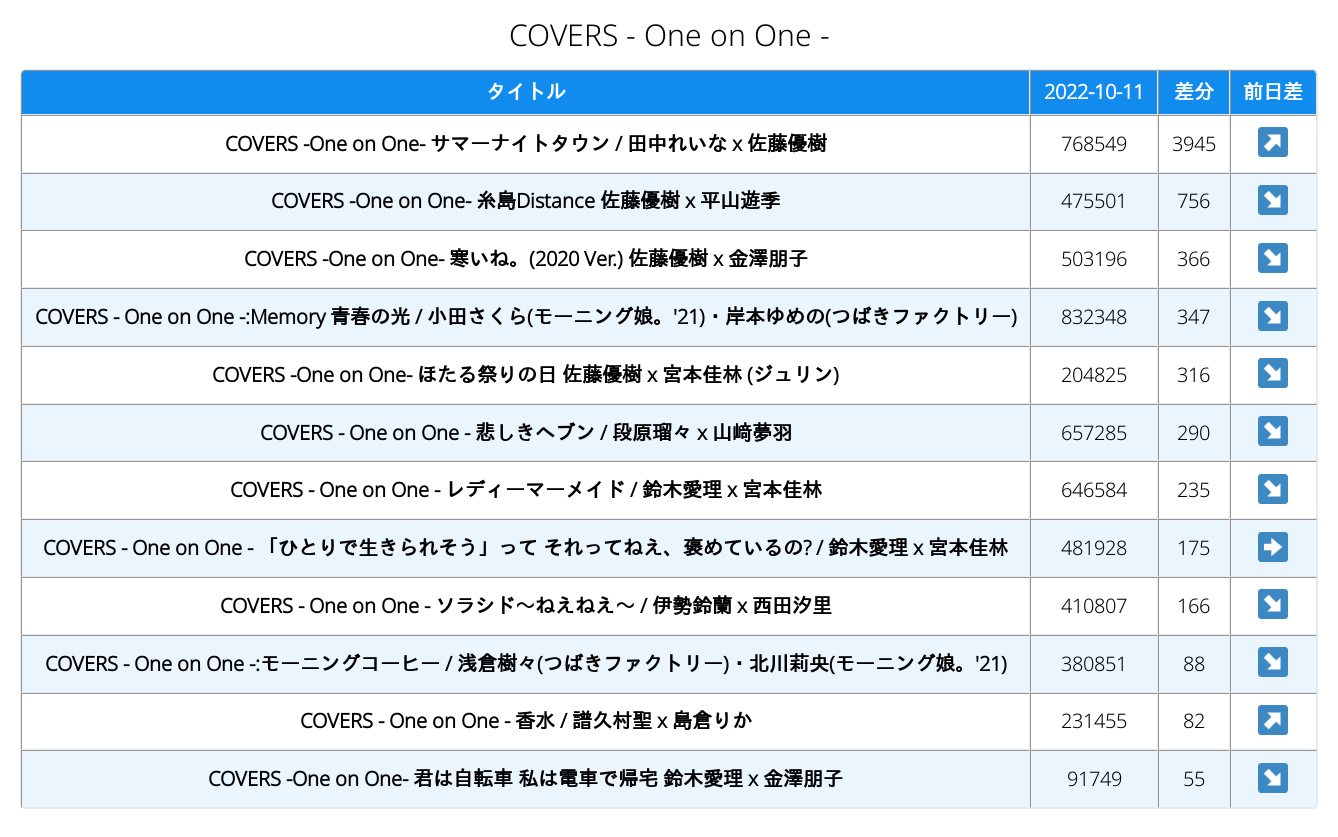 COVERS - One on One -
タイトル 2022-10-11 差分 前日差
COVERS -One on One- サマーナイトタウン / 田中れいな x 佐藤優樹 768549 3945
COVERS -One on One- 糸島Distance 佐藤優樹 x 平山遊季 475501 756
COVERS -One on One- 寒いね。(2020 Ver.) 佐藤優樹 x 金澤朋子 503196 366
COVERS - One on One -:Memory 青春の光 / 小田さくら(モーニング娘。'21)・岸本ゆめの(つばきファクトリー) 832348 347
COVERS -One on One- ほたる祭りの日 佐藤優樹 x 宮本佳林 (ジュリン) 204825 316
COVERS - One on One - 悲しきヘブン / 段原瑠々 x 山﨑夢羽 657285 290
COVERS - One on One - レディーマーメイド / 鈴木愛理 x 宮本佳林 646584 235
COVERS - One on One - 「ひとりで生きられそう」って それってねえ、褒めているの? / 鈴木愛理 x 宮本佳林 481928 175
COVERS - One on One - ソラシド〜ねえねえ〜 / 伊勢鈴蘭 x 西田汐里 410807 166
COVERS - One on One -:モーニングコーヒー / 浅倉樹々(つばきファクトリー)・北川莉央(モーニング娘。'21) 380851 88
COVERS - One on One - 香水 / 譜久村聖 x 島倉りか 231455 82
COVERS -One on One- 君は自転車 私は電車で帰宅 鈴木愛理 x 金澤朋子 91749 55